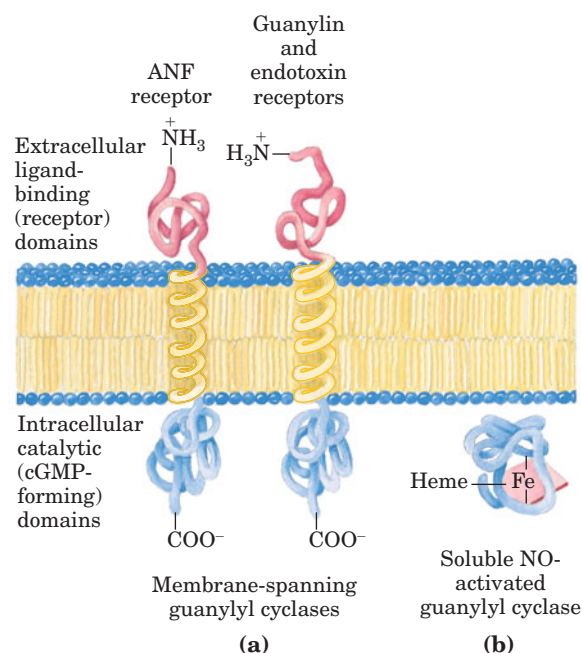 Guanylin
and
endotoxin
receptors
ANF
receptor
+
NH3
+
H3N
Extracellular
ligand-
binding
(receptor)
domains
Intracellular
catalytic
(cGMP-
forming)
domains
COO−
COO−
Heme
Fe
Membrane-spanning
guanylyl cyclases
(a)
Soluble NO-
activated
guanylyl cyclase
(b)